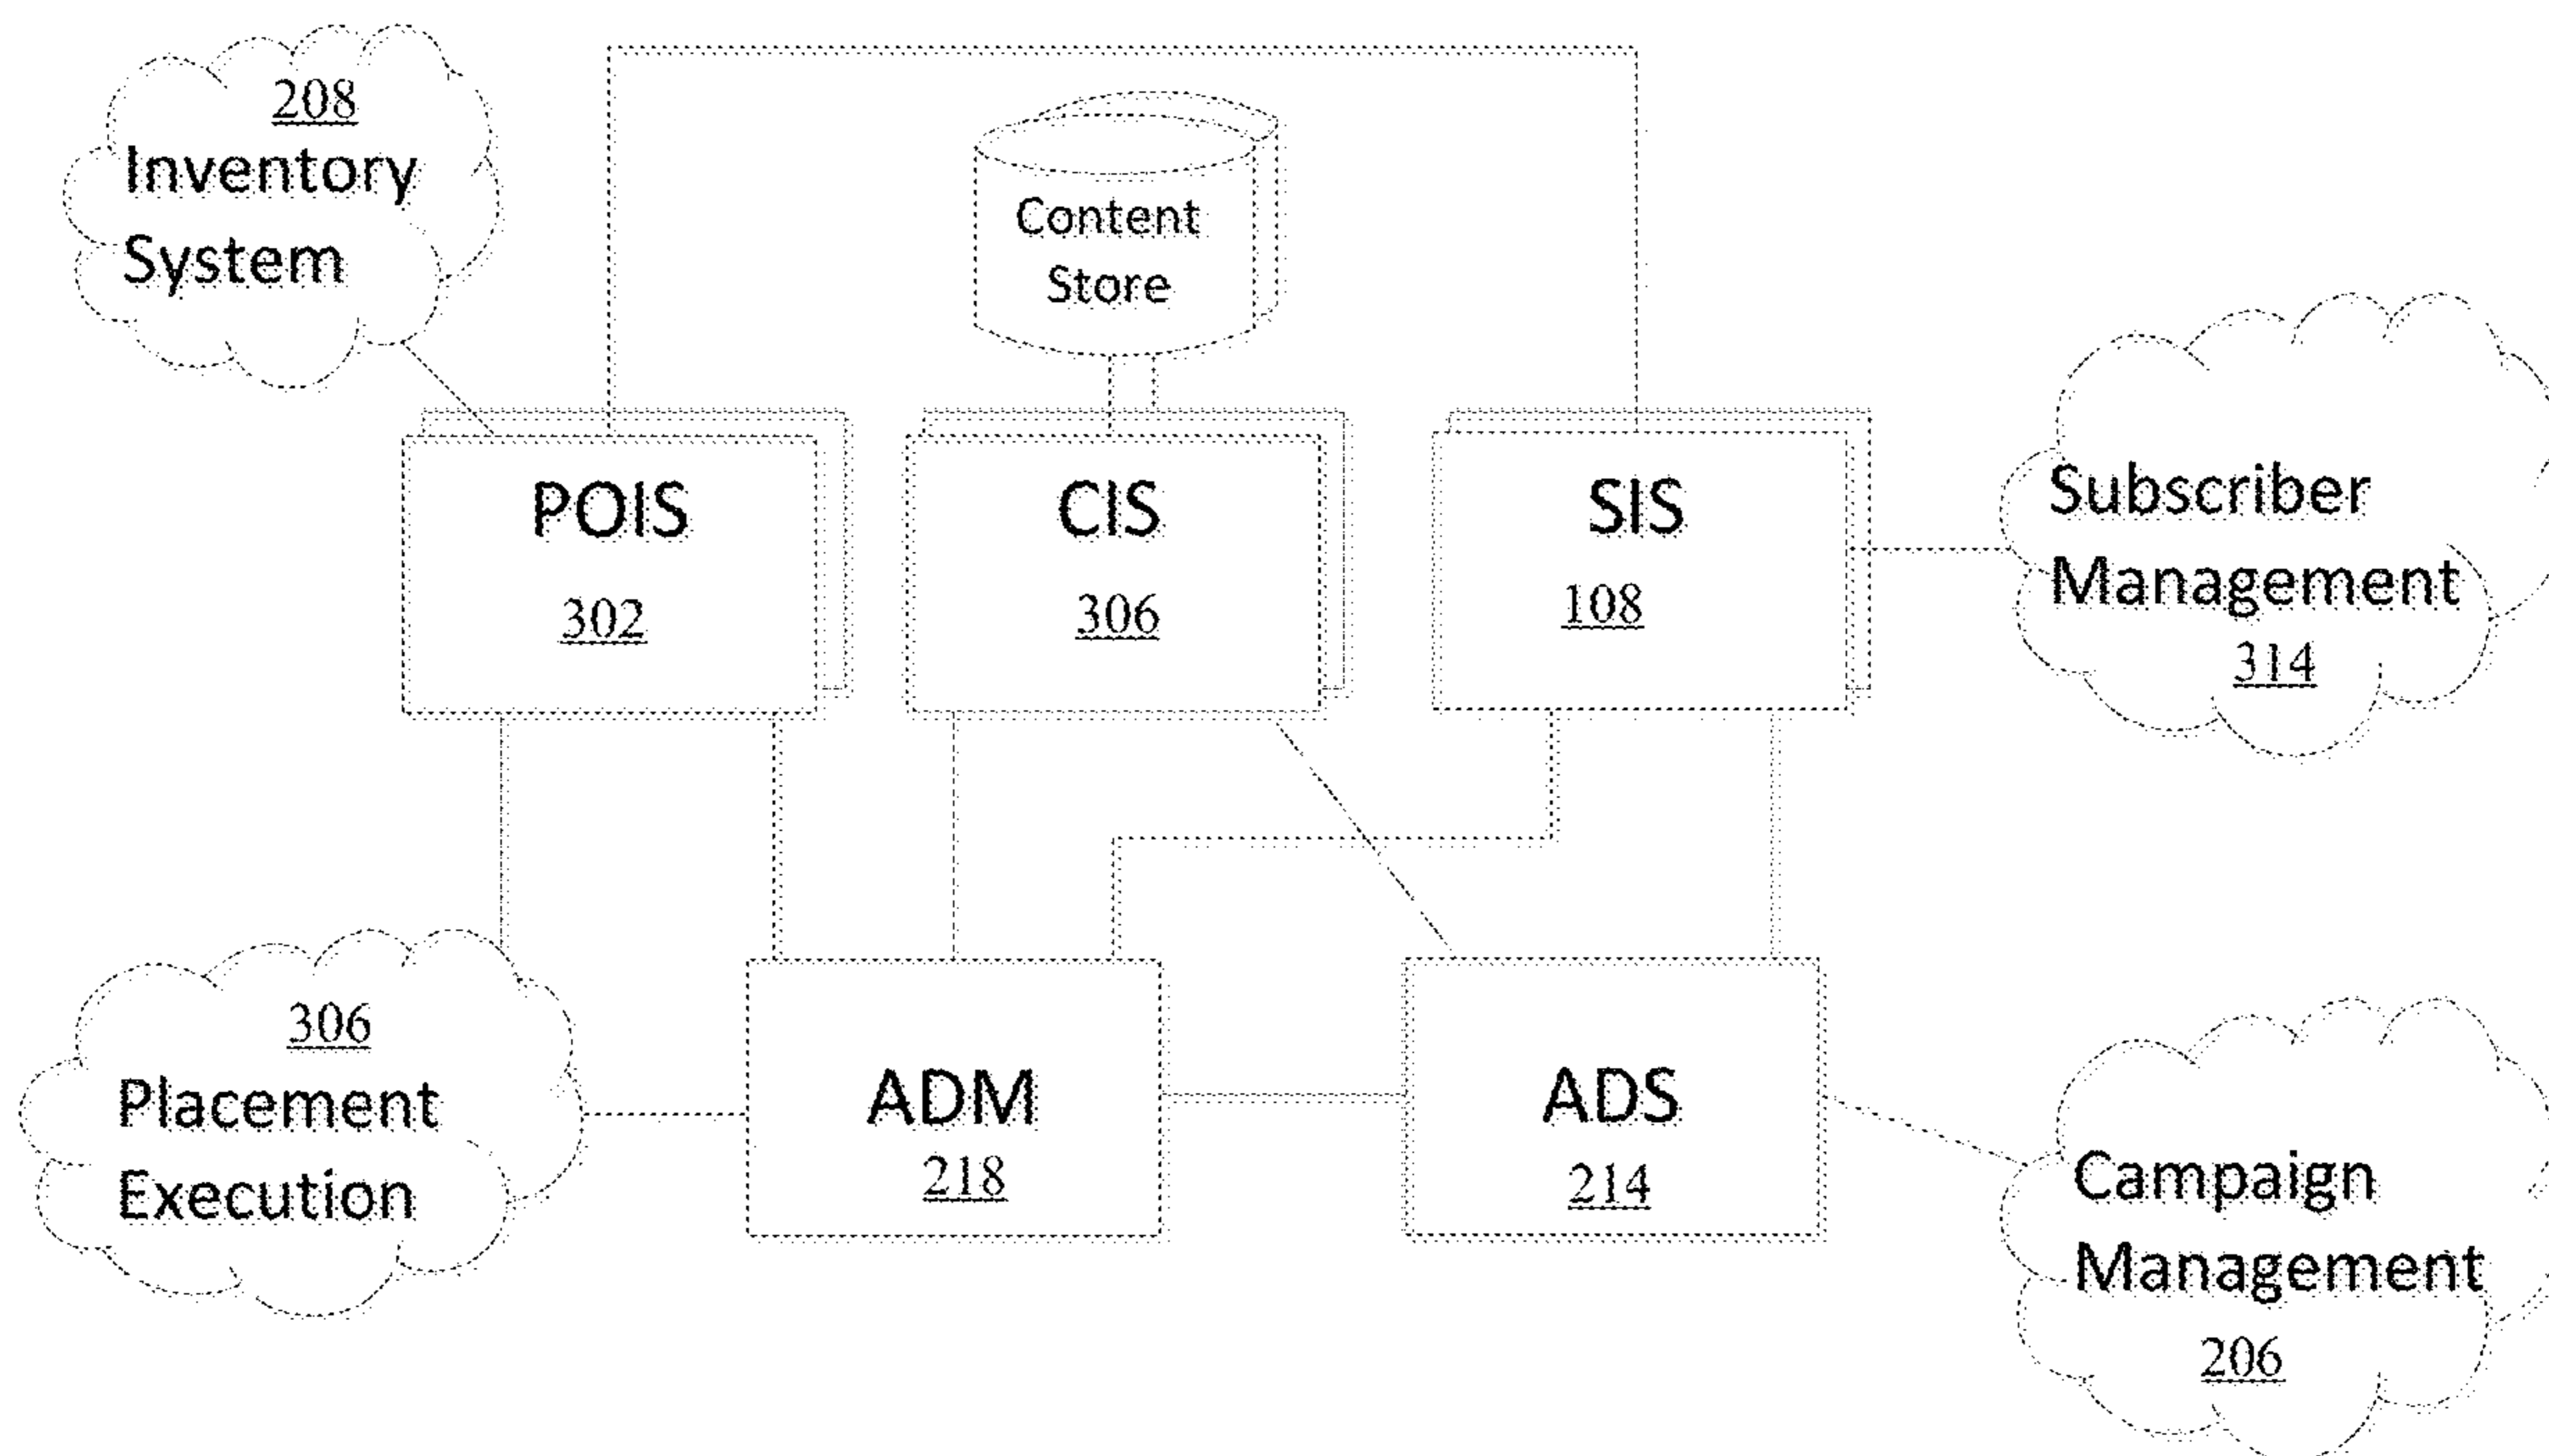 208
Inventory
System
Content
Store
POIS
302
CIS
306
SIS
108
Subscriber
Management
314
306
Placement
Execution
ADM
218
ADS
214
Campaign
Management
206